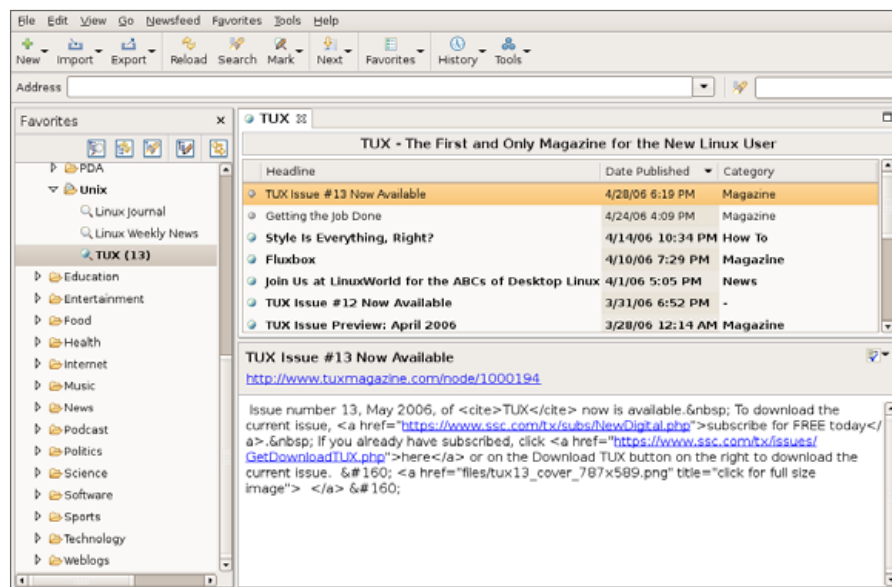 File Edit View Go Newsfeed Favorites Tools Help
New Import Export Reload Search Mark Next Favorites History Tools
Address
Favorites
PDA
Unix
Linux Journal
Linux Weekly News
TUX (13)
Education
Entertainment
Food
Health
Internet
Music
News
Podcast
Politics
Science
Software
Sports
Technology
Weblogs
TUX
TUX - The First and Only Magazine for the New Linux User
Headline Date Published Category
TUX Issue #13 Now Available 4/28/06 6:19 PM Magazine
Getting the Job Done 4/24/06 4:09 PM Magazine
Style Is Everything, Right? 4/14/06 10:34 PM How To
Fluxbox 4/10/06 7:29 PM Magazine
Join Us at LinuxWorld for the ABCs of Desktop Linux 4/1/06 5:05 PM News
TUX Issue #12 Now Available 3/31/06 6:52 PM -
TUX Issue Preview: April 2006 3/28/06 12:14 AM Magazine
TUX Issue #13 Now Available
http://www.tuxmagazine.com/node/1000194
Issue number 13, May 2006, of <cite>TUX</cite> now is available.&nbsp; To download the
current issue, <a href="https://www.ssc.com/tx/subs/NewDigital.php">subscribe for FREE today</
a>.&nbsp; If you already have subscribed, click <a href="https://www.ssc.com/tx/issues/
GetDownloadTUX.php">here</a> or on the Download TUX button on the right to download the
current issue. &#160; <a href="files/tux13_cover_787x589.png" title="click for full size
image"> </a> &#160;